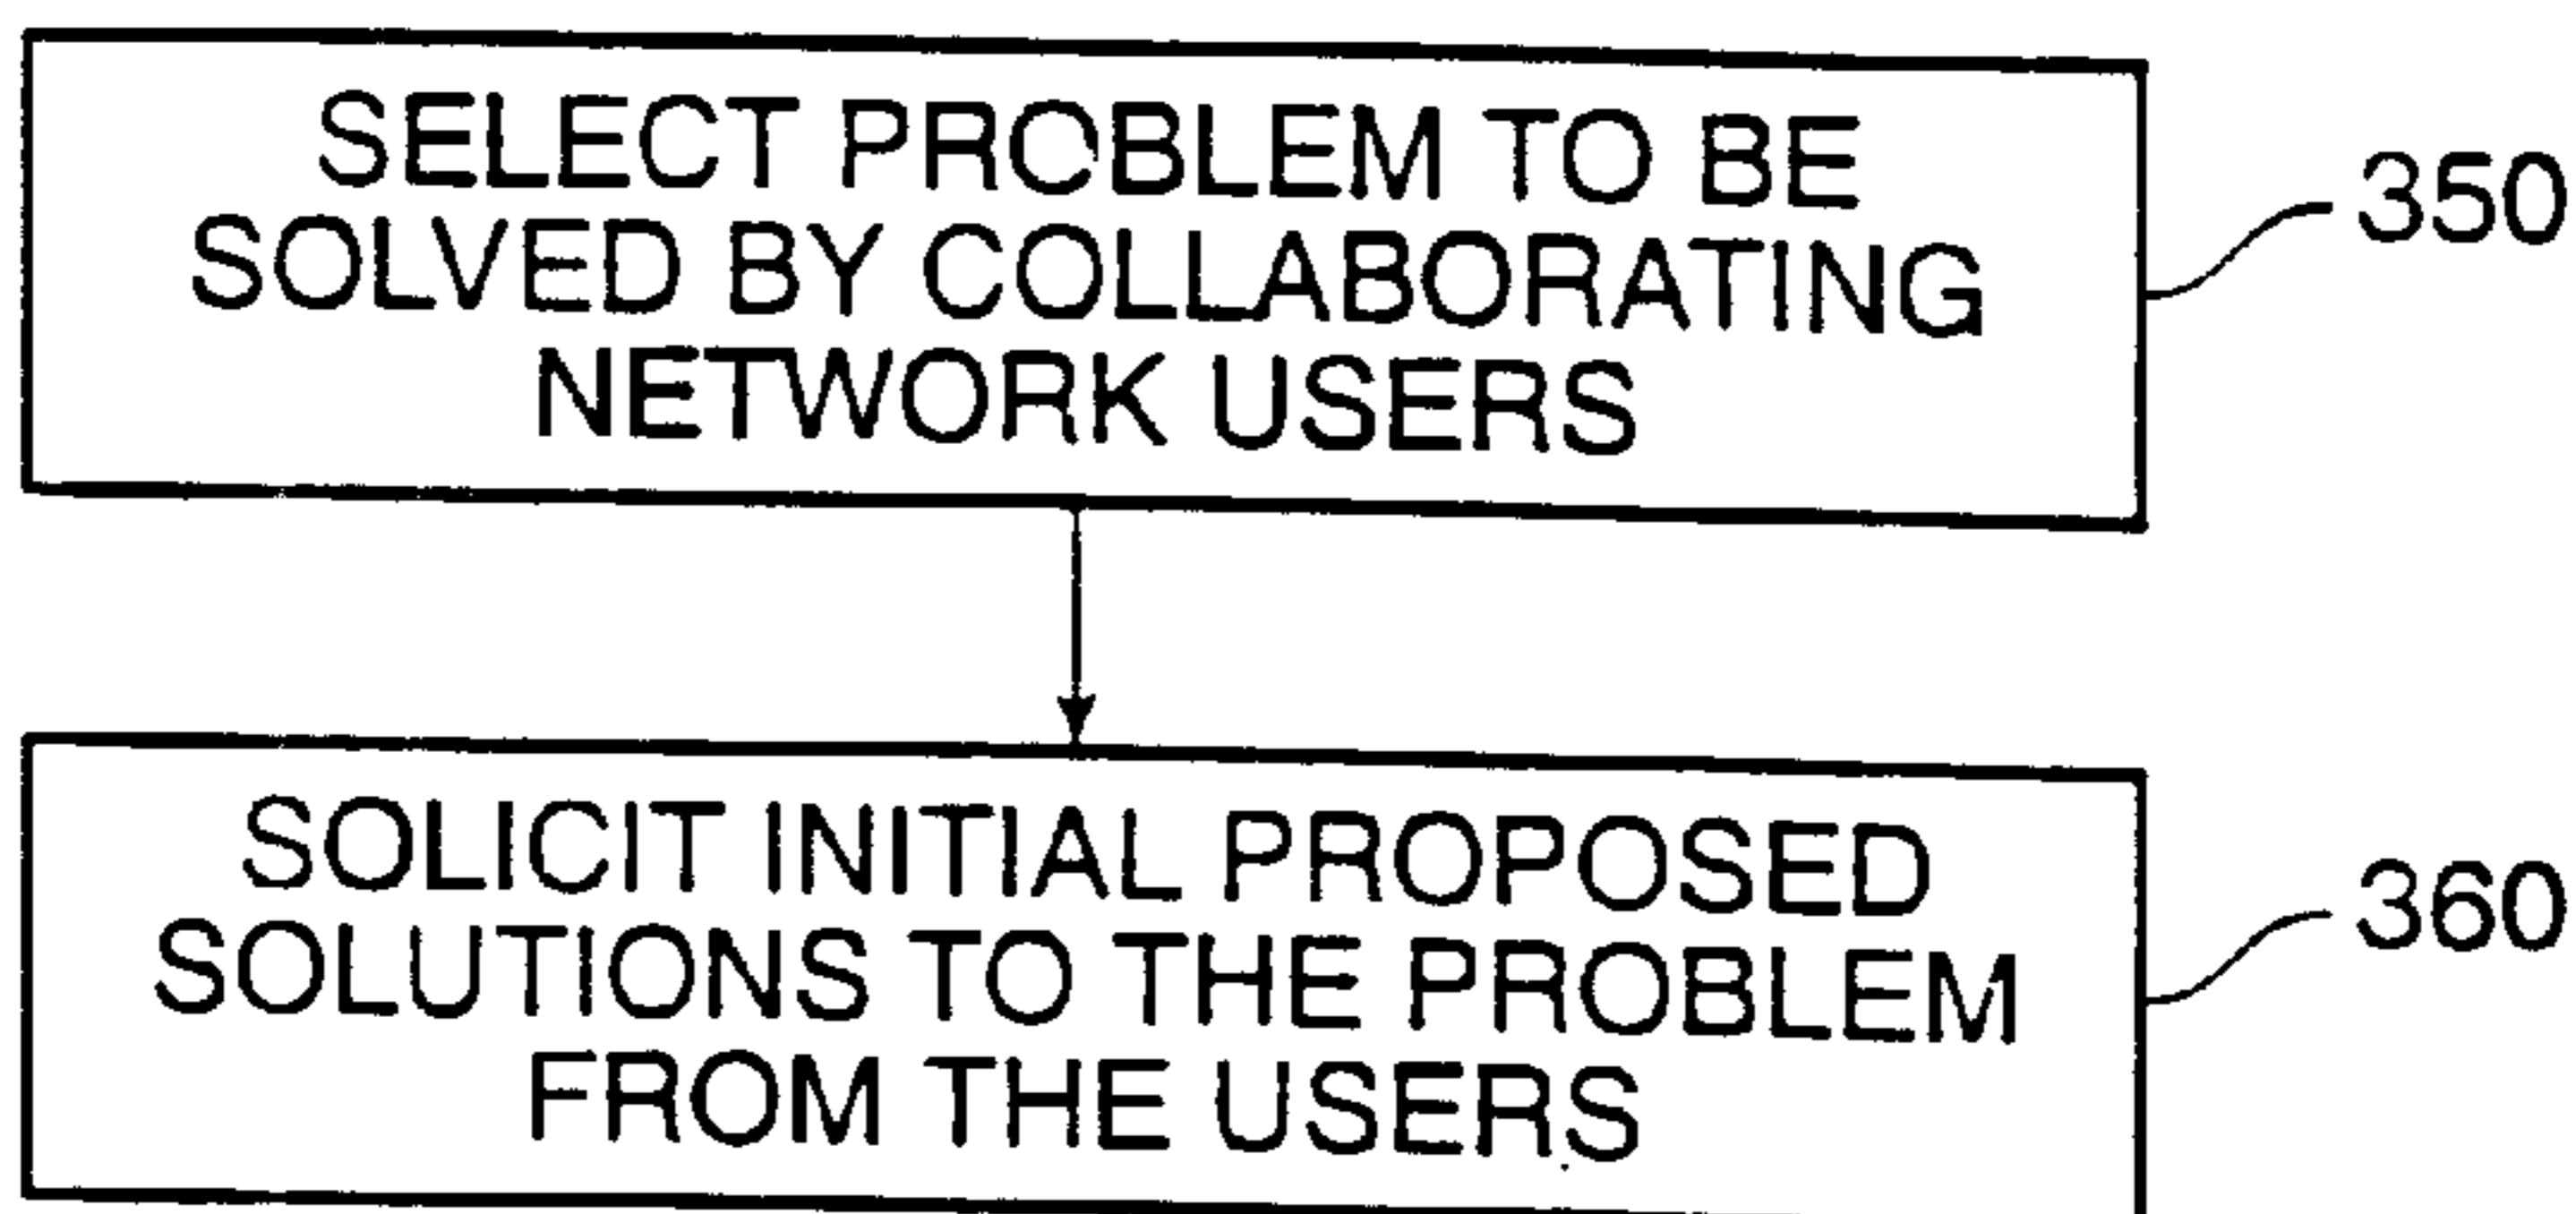 SELECT PROBLEM TO BE
SOLVED BY COLLABORATING
NETWORK USERS
350
SOLICIT INITIAL PROPOSED
SOLUTIONS TO THE PROBLEM
FROM THE USERS
360